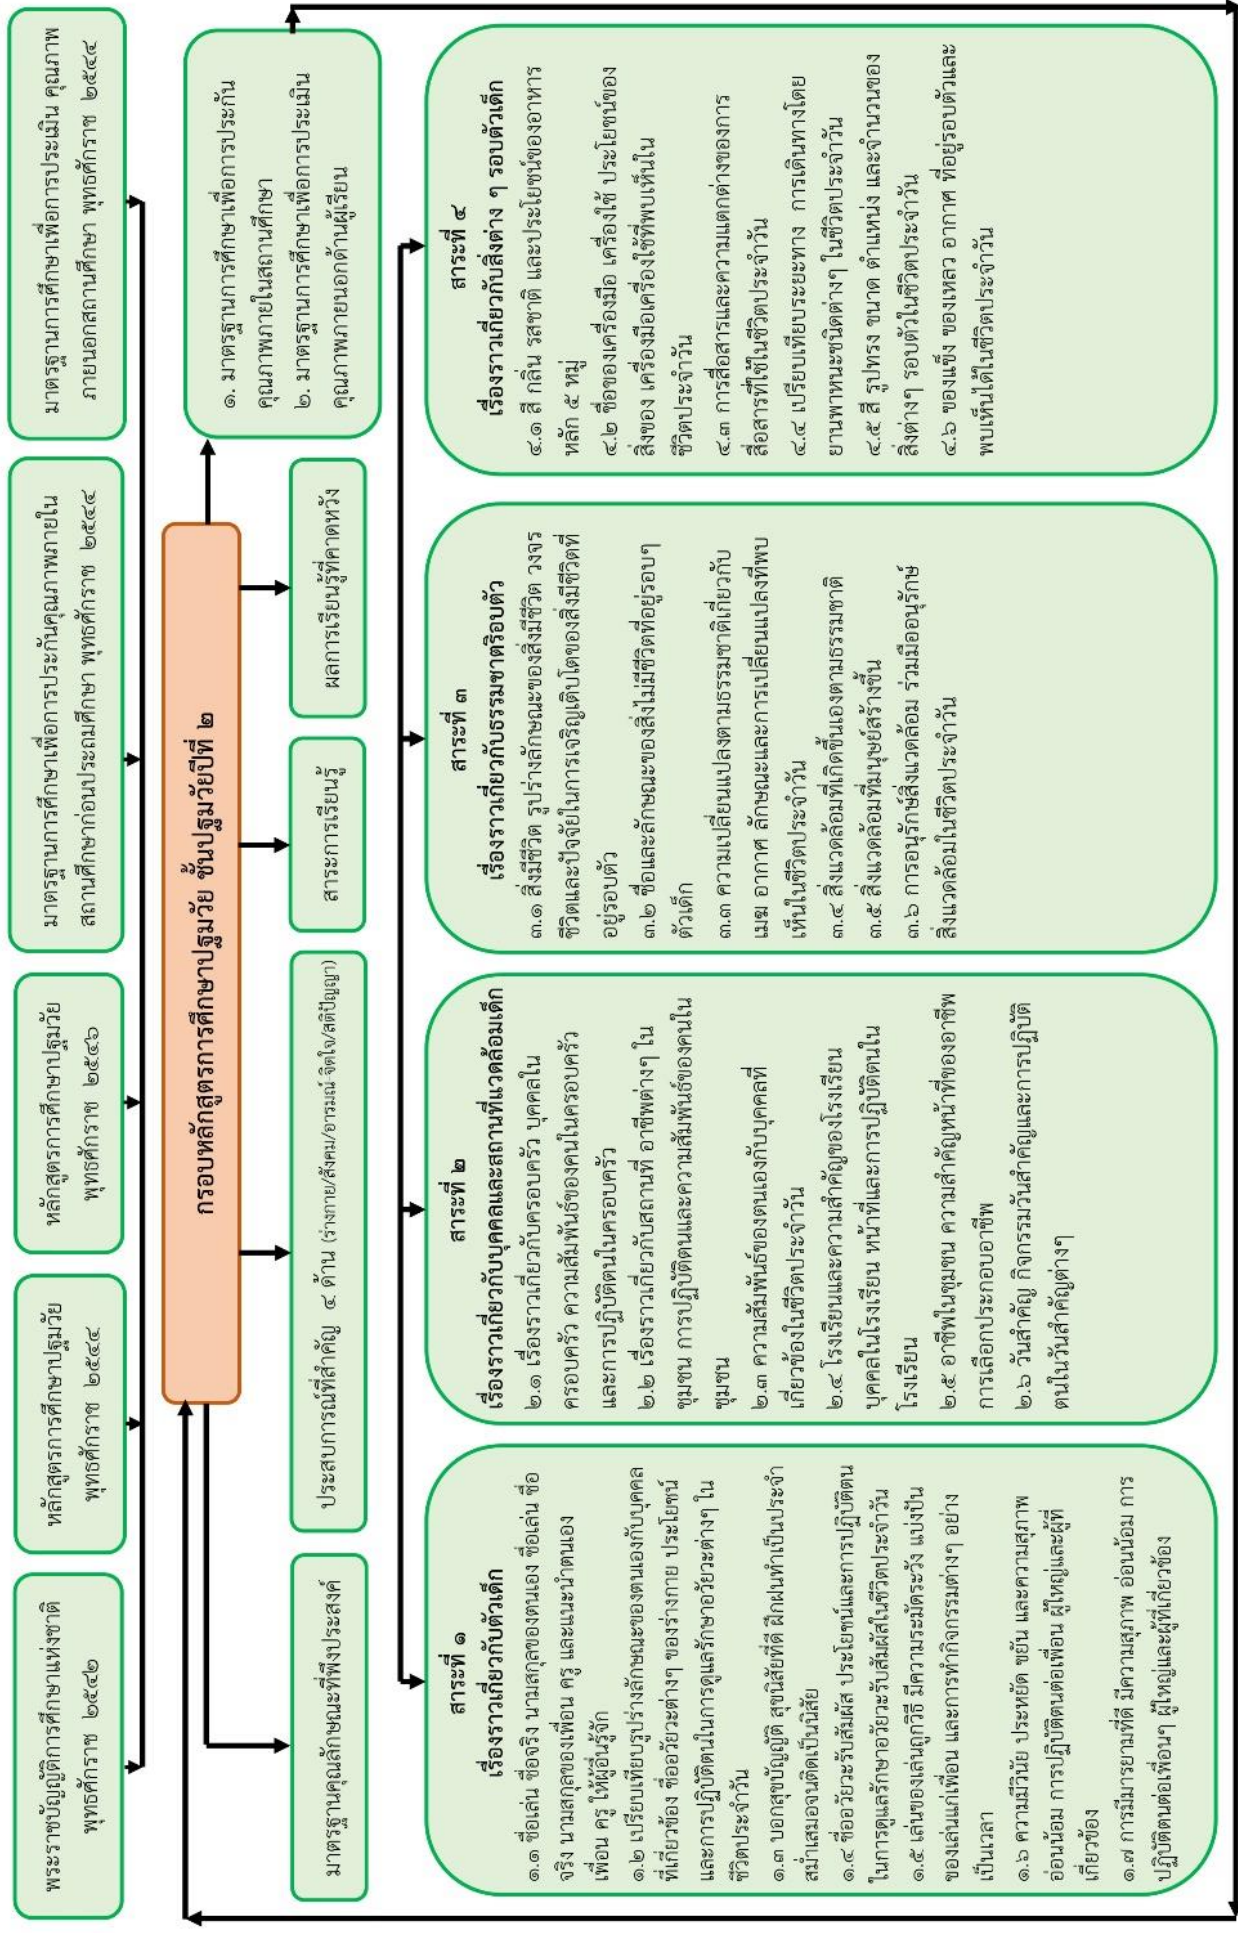 พระราชบัญญัติการศึกษาแห่งชาติ
พุทธศักราช ๒๕๔๒
หลักสูตรการศึกษาปฐมวัย
พุทธศักราช ๒๕๔๔
หลักสูตรการศึกษาปฐมวัย
พุทธศักราช ๒๕๔๖
มาตรฐานการศึกษาเพื่อการประกันคุณภาพภายใน
สถานศึกษาก่อนประถมศึกษา พุทธศักราช ๒๕๔๔
มาตรฐานการศึกษาเพื่อการประเมิน คุณภาพ
ภายนอกสถานศึกษา พุทธศักราช ๒๕๔๔
กรอบหลักสูตรการศึกษาปฐมวัย ชั้นปฐมวัยปีที่ ๒
๑. มาตรฐานการศึกษาเพื่อการประกัน
คุณภาพภายในสถานศึกษา
๒. มาตรฐานการศึกษาเพื่อการประเมิน
คุณภาพภายนอกด้านผู้เรียน
มาตรฐานคุณลักษณะที่พึงประสงค์
ประสบการณ์ที่สำคัญ ๔ ด้าน (ร่างกาย/สังคม/อารมณ์ จิตใจ/สติปัญญา)
สาระการเรียนรู้
ผลการเรียนรู้ที่คาดหวัง
สาระที่ ๑
เรื่องราวเกี่ยวกับตัวเด็ก
๑.๑ ชื่อเล่น ชื่อจริง นามสกุลของตนเอง ชื่อเล่น ชื่อ
จริง นามสกุลของเพื่อน ครู และแนะนำตนเอง
เพื่อน ครู ให้ผู้อื่นรู้จัก
๑.๒ เปรียบเทียบรูปร่างลักษณะของตนเองกับบุคคล
ที่เกี่ยวข้อง ชื่ออวัยวะต่างๆ ของร่างกาย ประโยชน์
และการปฏิบัติตนในการดูแลรักษาอวัยวะต่างๆ ใน
ชีวิตประจำวัน
๑.๓ บอกสุขบัญญัติ สุขนิสัยที่ดี ฝึกฝนทำเป็นประจำ
สม่ำเสมอจนติดเป็นนิสัย
๑.๔ ชื่ออวัยวะรับสัมผัส ประโยชน์และการปฏิบัติตน
ในการดูแลรักษาอวัยวะรับสัมผัสในชีวิตประจำวัน
๑.๕ เล่นของเล่นถูกวิธี มีความระมัดระวัง แบ่งปัน
ของเล่นแก่เพื่อน และการทำกิจกรรมต่างๆ อย่าง
เป็นเวลา
๑.๖ ความมีวินัย ประหยัด ขยัน และความสุภาพ
อ่อนน้อม การปฏิบัติตนต่อเพื่อน ผู้ใหญ่และผู้ที่
เกี่ยวข้อง
๑.๗ การมีมารยามที่ดี มีความสุภาพ อ่อนน้อม การ
ปฏิบัติตนต่อเพื่อนๆ ผู้ใหญ่และผู้ที่เกี่ยวข้อง
สาระที่ ๒
เรื่องราวเกี่ยวกับบุคคลและสถานที่แวดล้อมเด็ก
๒.๑ เรื่องราวเกี่ยวกับครอบครัว บุคคลใน
ครอบครัว ความสัมพันธ์ของคนในครอบครัว
และการปฏิบัติตนในครอบครัว
๒.๒ เรื่องราวเกี่ยวกับสถานที่ อาชีพต่างๆ ใน
ชุมชน การปฏิบัติตนและความสัมพันธ์ของคนใน
ชุมชน
๒.๓ ความสัมพันธ์ของตนเองกับบุคคลที่
เกี่ยวข้องในชีวิตประจำวัน
๒.๔ โรงเรียนและความสำคัญของโรงเรียน
บุคคลในโรงเรียน หน้าที่และการปฏิบัติตนใน
โรงเรียน
๒.๕ อาชีพในชุมชน ความสำคัญหน้าที่ของอาชีพ
การเลือกประกอบอาชีพ
๒.๖ วันสำคัญ กิจกรรมวันสำคัญและการปฏิบัติ
ตนในวันสำคัญต่างๆ
สาระที่ ๓
เรื่องราวเกี่ยวกับธรรมชาติรอบตัว
๓.๑ สิ่งมีชีวิต รูปร่างลักษณะของสิ่งมีชีวิต วงจร
ชีวิตและปัจจัยในการเจริญเติบโตของสิ่งมีชีวิตที่
อยู่รอบตัว
๓.๒ ชื่อและลักษณะของสิ่งไม่มีชีวิตที่อยู่รอบๆ
ตัวเด็ก
๓.๓ ความเปลี่ยนแปลงตามธรรมชาติเกี่ยวกับ
เมฆ อากาศ ลักษณะและการเปลี่ยนแปลงที่พบ
เห็นในชีวิตประจำวัน
๓.๔ สิ่งแวดล้อมที่เกิดขึ้นเองตามธรรมชาติ
๓.๕ สิ่งแวดล้อมที่มนุษย์สร้างขึ้น
๓.๖ การอนุรักษ์สิ่งแวดล้อม ร่วมมืออนุรักษ์
สิ่งแวดล้อมในชีวิตประจำวัน
สาระที่ ๔
เรื่องราวเกี่ยวกับสิ่งต่าง ๆ รอบตัวเด็ก
๔.๑ สี กลิ่น รสชาติ และประโยชน์ของอาหาร
หลัก ๕ หมู่
๔.๒ ชื่อของเครื่องมือ เครื่องใช้ ประโยชน์ของ
สิ่งของ เครื่องมือเครื่องใช้ที่พบเห็นใน
ชีวิตประจำวัน
๔.๓ การสื่อสารและความแตกต่างของการ
สื่อสารที่ใช้ในชีวิตประจำวัน
๔.๔ เปรียบเทียบระยะทาง การเดินทางโดย
ยานพาหนะชนิดต่างๆ ในชีวิตประจำวัน
๔.๕ สี รูปทรง ขนาด ตำแหน่ง และจำนวนของ
สิ่งต่างๆ รอบตัวในชีวิตประจำวัน
๔.๖ ของแข็ง ของเหลว อากาศ ที่อยู่รอบตัวและ
พบเห็นได้ในชีวิตประจำวัน